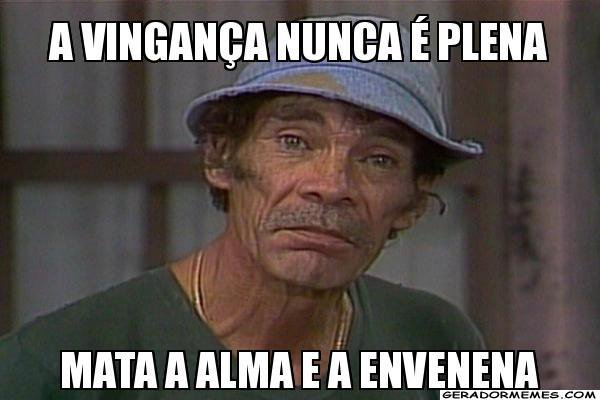 A VINGANÇA NUNCA É PLENA
MATA A ALMA E A ENVENENA
GERADORMEMES.COM